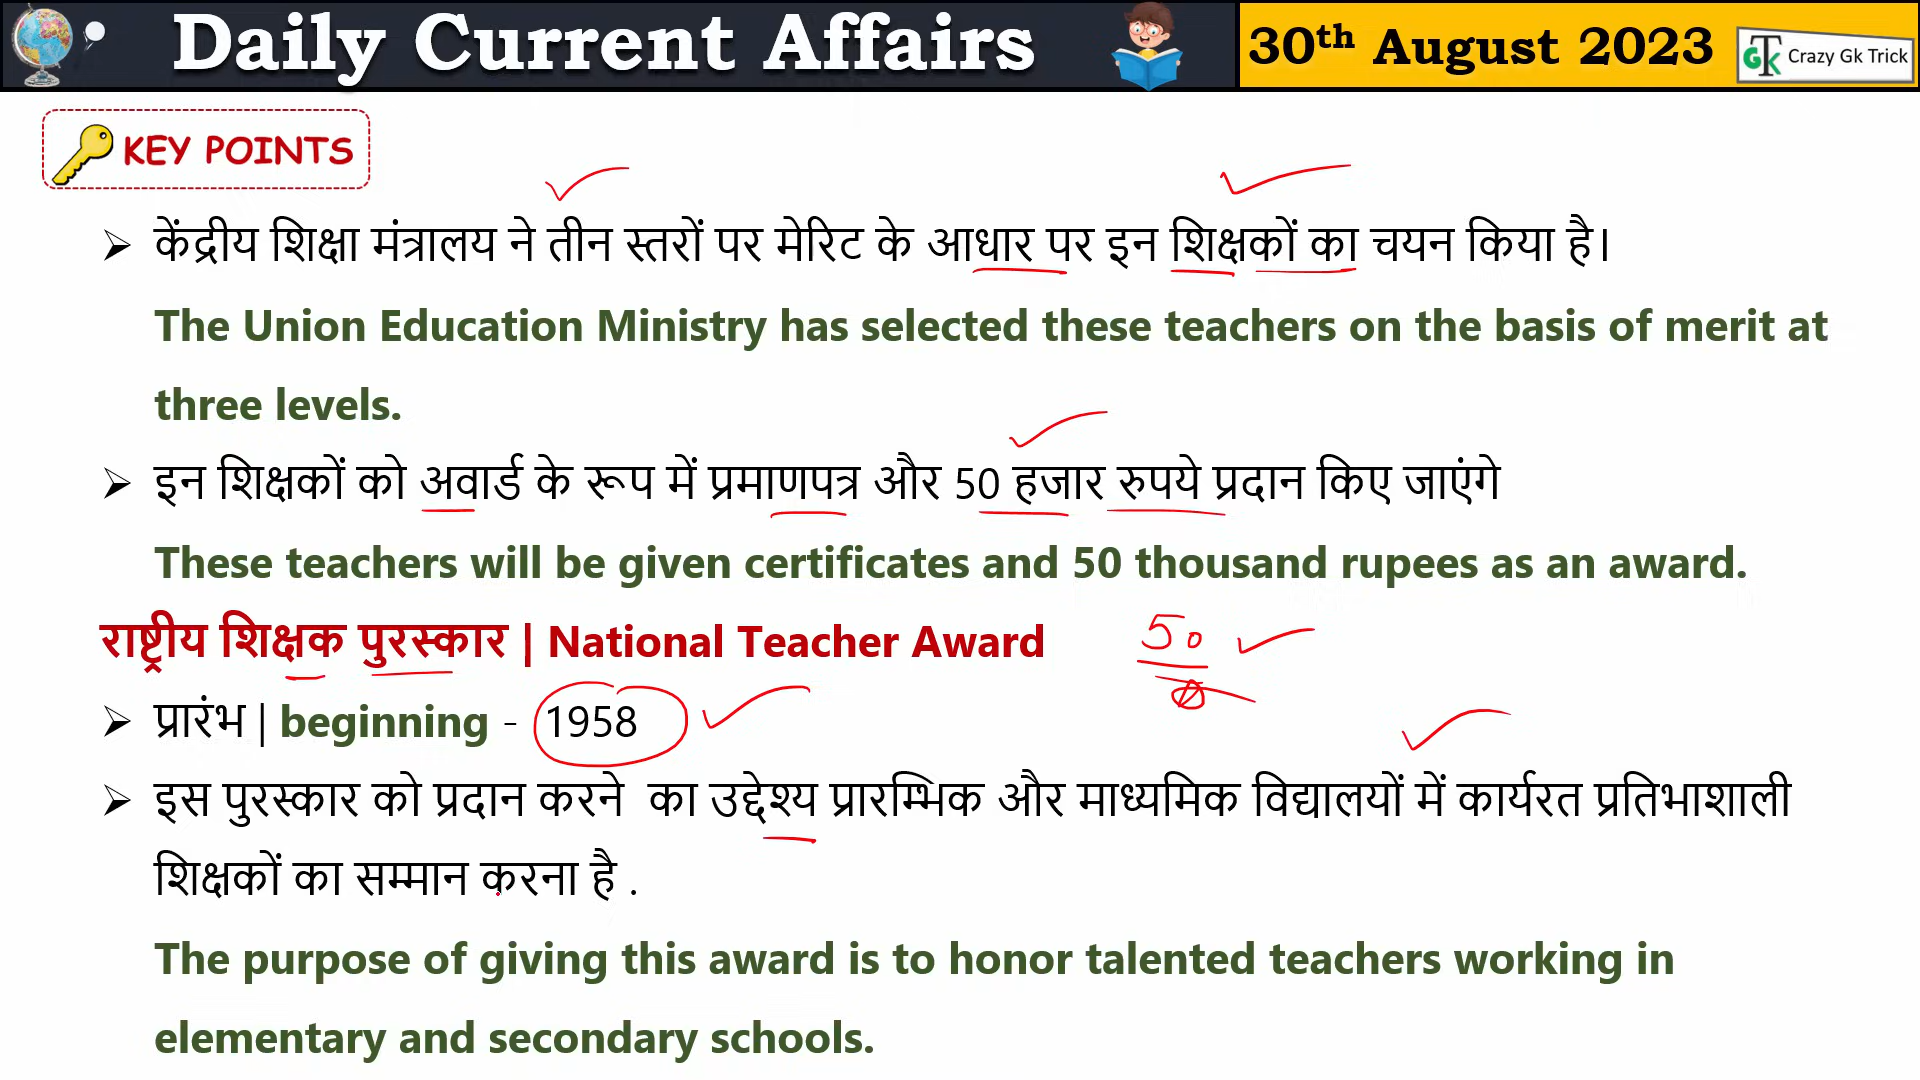 Daily Current Affairs
30th August 2023
GTK Crazy Gk Trick
KEY POINTS
➢ केंद्रीय शिक्षा मंत्रालय ने तीन स्तरों पर मेरिट के आधार पर इन शिक्षकों का चयन किया है।
The Union Education Ministry has selected these teachers on the basis of merit at
three levels.
➢ इन शिक्षकों को अवार्ड के रूप में प्रमाणपत्र और 50 हजार रुपये प्रदान किए जाएंगे
These teachers will be given certificates and 50 thousand rupees as an award.
राष्ट्रीय शिक्षक पुरस्कार | National Teacher Award
50
➢ प्रारंभ | beginning - 1958
➢ इस पुरस्कार को प्रदान करने का उद्देश्य प्रारम्भिक और माध्यमिक विद्यालयों में कार्यरत प्रतिभाशाली
शिक्षकों का सम्मान करना है .
The purpose of giving this award is to honor talented teachers working in
elementary and secondary schools.